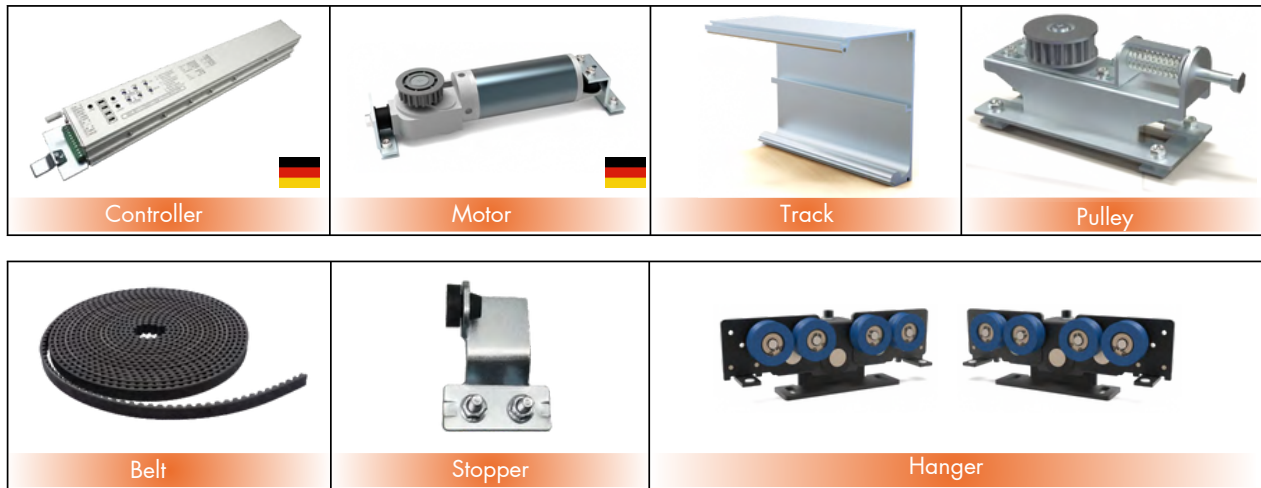 Controller
Motor
Track
Pulley
Belt
Stopper
Hanger